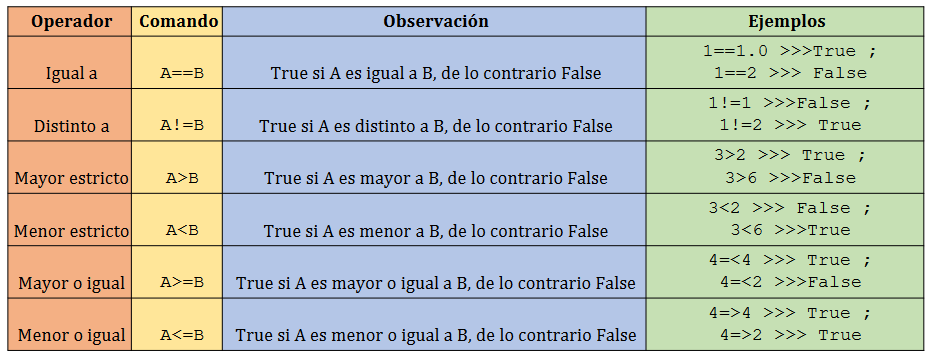 Operador Comando Observación Ejemplos
Igual a A==B True si A es igual a B, de lo contrario False 1==1.0 >>>True ;
1==2 >>> False
Distinto a A!=B True si A es distinto a B, de lo contrario False 1!=1 >>>False ;
1!=2 >>> True
Mayor estricto A>B True si A es mayor a B, de lo contrario False 3>2 >>> True ;
3>6 >>>False
Menor estricto A<B True si A es menor a B, de lo contrario False 3<2 >>> False ;
3<6 >>>True
Mayor o igual A>=B True si A es mayor o igual a B, de lo contrario False 4=<4 >>> True ;
4=<2 >>>False
Menor o igual A<=B True si A es menor o igual a B, de lo contrario False 4=>4 >>> True ;
4=>2 >>> True